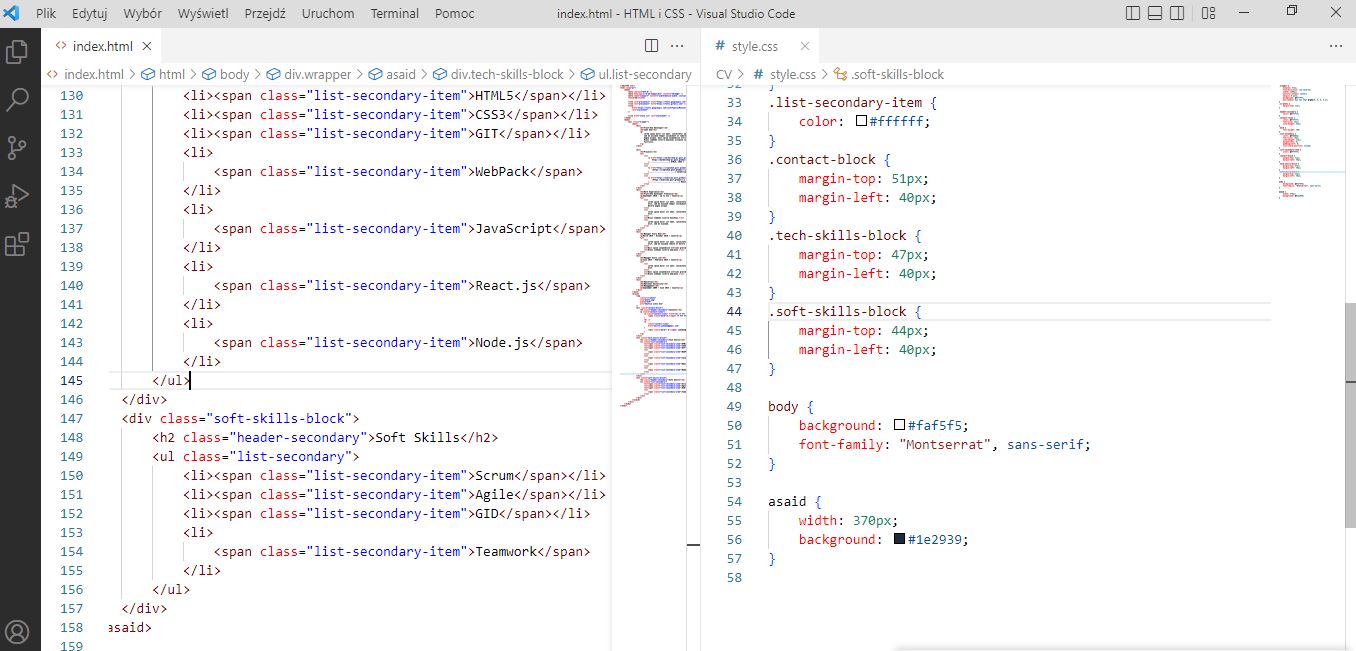 Plik Edytuj Wybór Wyświetl Przejdź Uruchom Terminal Pomoc index.html - HTML i CSS - Visual Studio Code
index.html
index.html > html > body > div.wrapper > asaid > div.tech-skills-block > ul.list-secondary
130 <li><span class="list-secondary-item">HTML5</span></li>
131 <li><span class="list-secondary-item">CSS3</span></li>
132 <li><span class="list-secondary-item">GIT</span></li>
133 <li>
134 <span class="list-secondary-item">WebPack</span>
135 </li>
136 <li>
137 <span class="list-secondary-item">JavaScript</span>
138 </li>
139 <li>
140 <span class="list-secondary-item">React.js</span>
141 </li>
142 <li>
143 <span class="list-secondary-item">Node.js</span>
144 </li>
145 </ul>
146 </div>
147 <div class="soft-skills-block">
148 <h2 class="header-secondary">Soft Skills</h2>
149 <ul class="list-secondary">
150 <li><span class="list-secondary-item">Scrum</span></li>
151 <li><span class="list-secondary-item">Agile</span></li>
152 <li><span class="list-secondary-item">GID</span></li>
153 <li>
154 <span class="list-secondary-item">Teamwork</span>
155 </li>
156 </ul>
157 </div>
158 asaid>
159
# style.css
CV > # style.css > .soft-skills-block
32 }
33 .list-secondary-item {
34 color: #ffffff;
35 }
36 .contact-block {
37 margin-top: 51px;
38 margin-left: 40px;
39 }
40 .tech-skills-block {
41 margin-top: 47px;
42 margin-left: 40px;
43 }
44 .soft-skills-block {
45 margin-top: 44px;
46 margin-left: 40px;
47 }
48
49 body {
50 background: #faf5f5;
51 font-family: "Montserrat", sans-serif;
52 }
53
54 asaid {
55 width: 370px;
56 background: #1e2939;
57 }
58